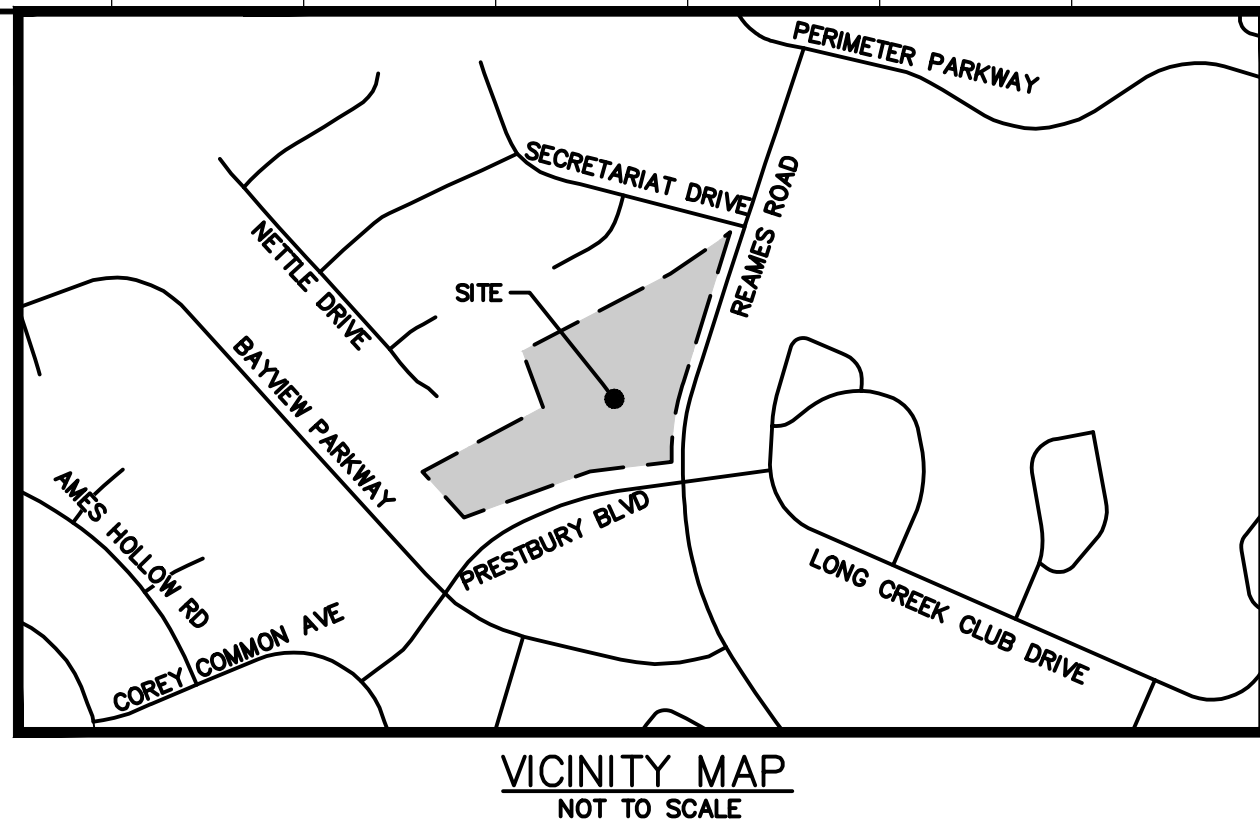 PERIMETER PARKWAY
SECRETARIAT DRIVE
REAMES ROAD
NETTLE DRIVE
SITE
BAYVIEW PARKWAY
AMES HOLLOW RD
PRESTBURY BLVD
LONG CREEK CLUB DRIVE
COREY COMMON AVE
VICINITY MAP
NOT TO SCALE